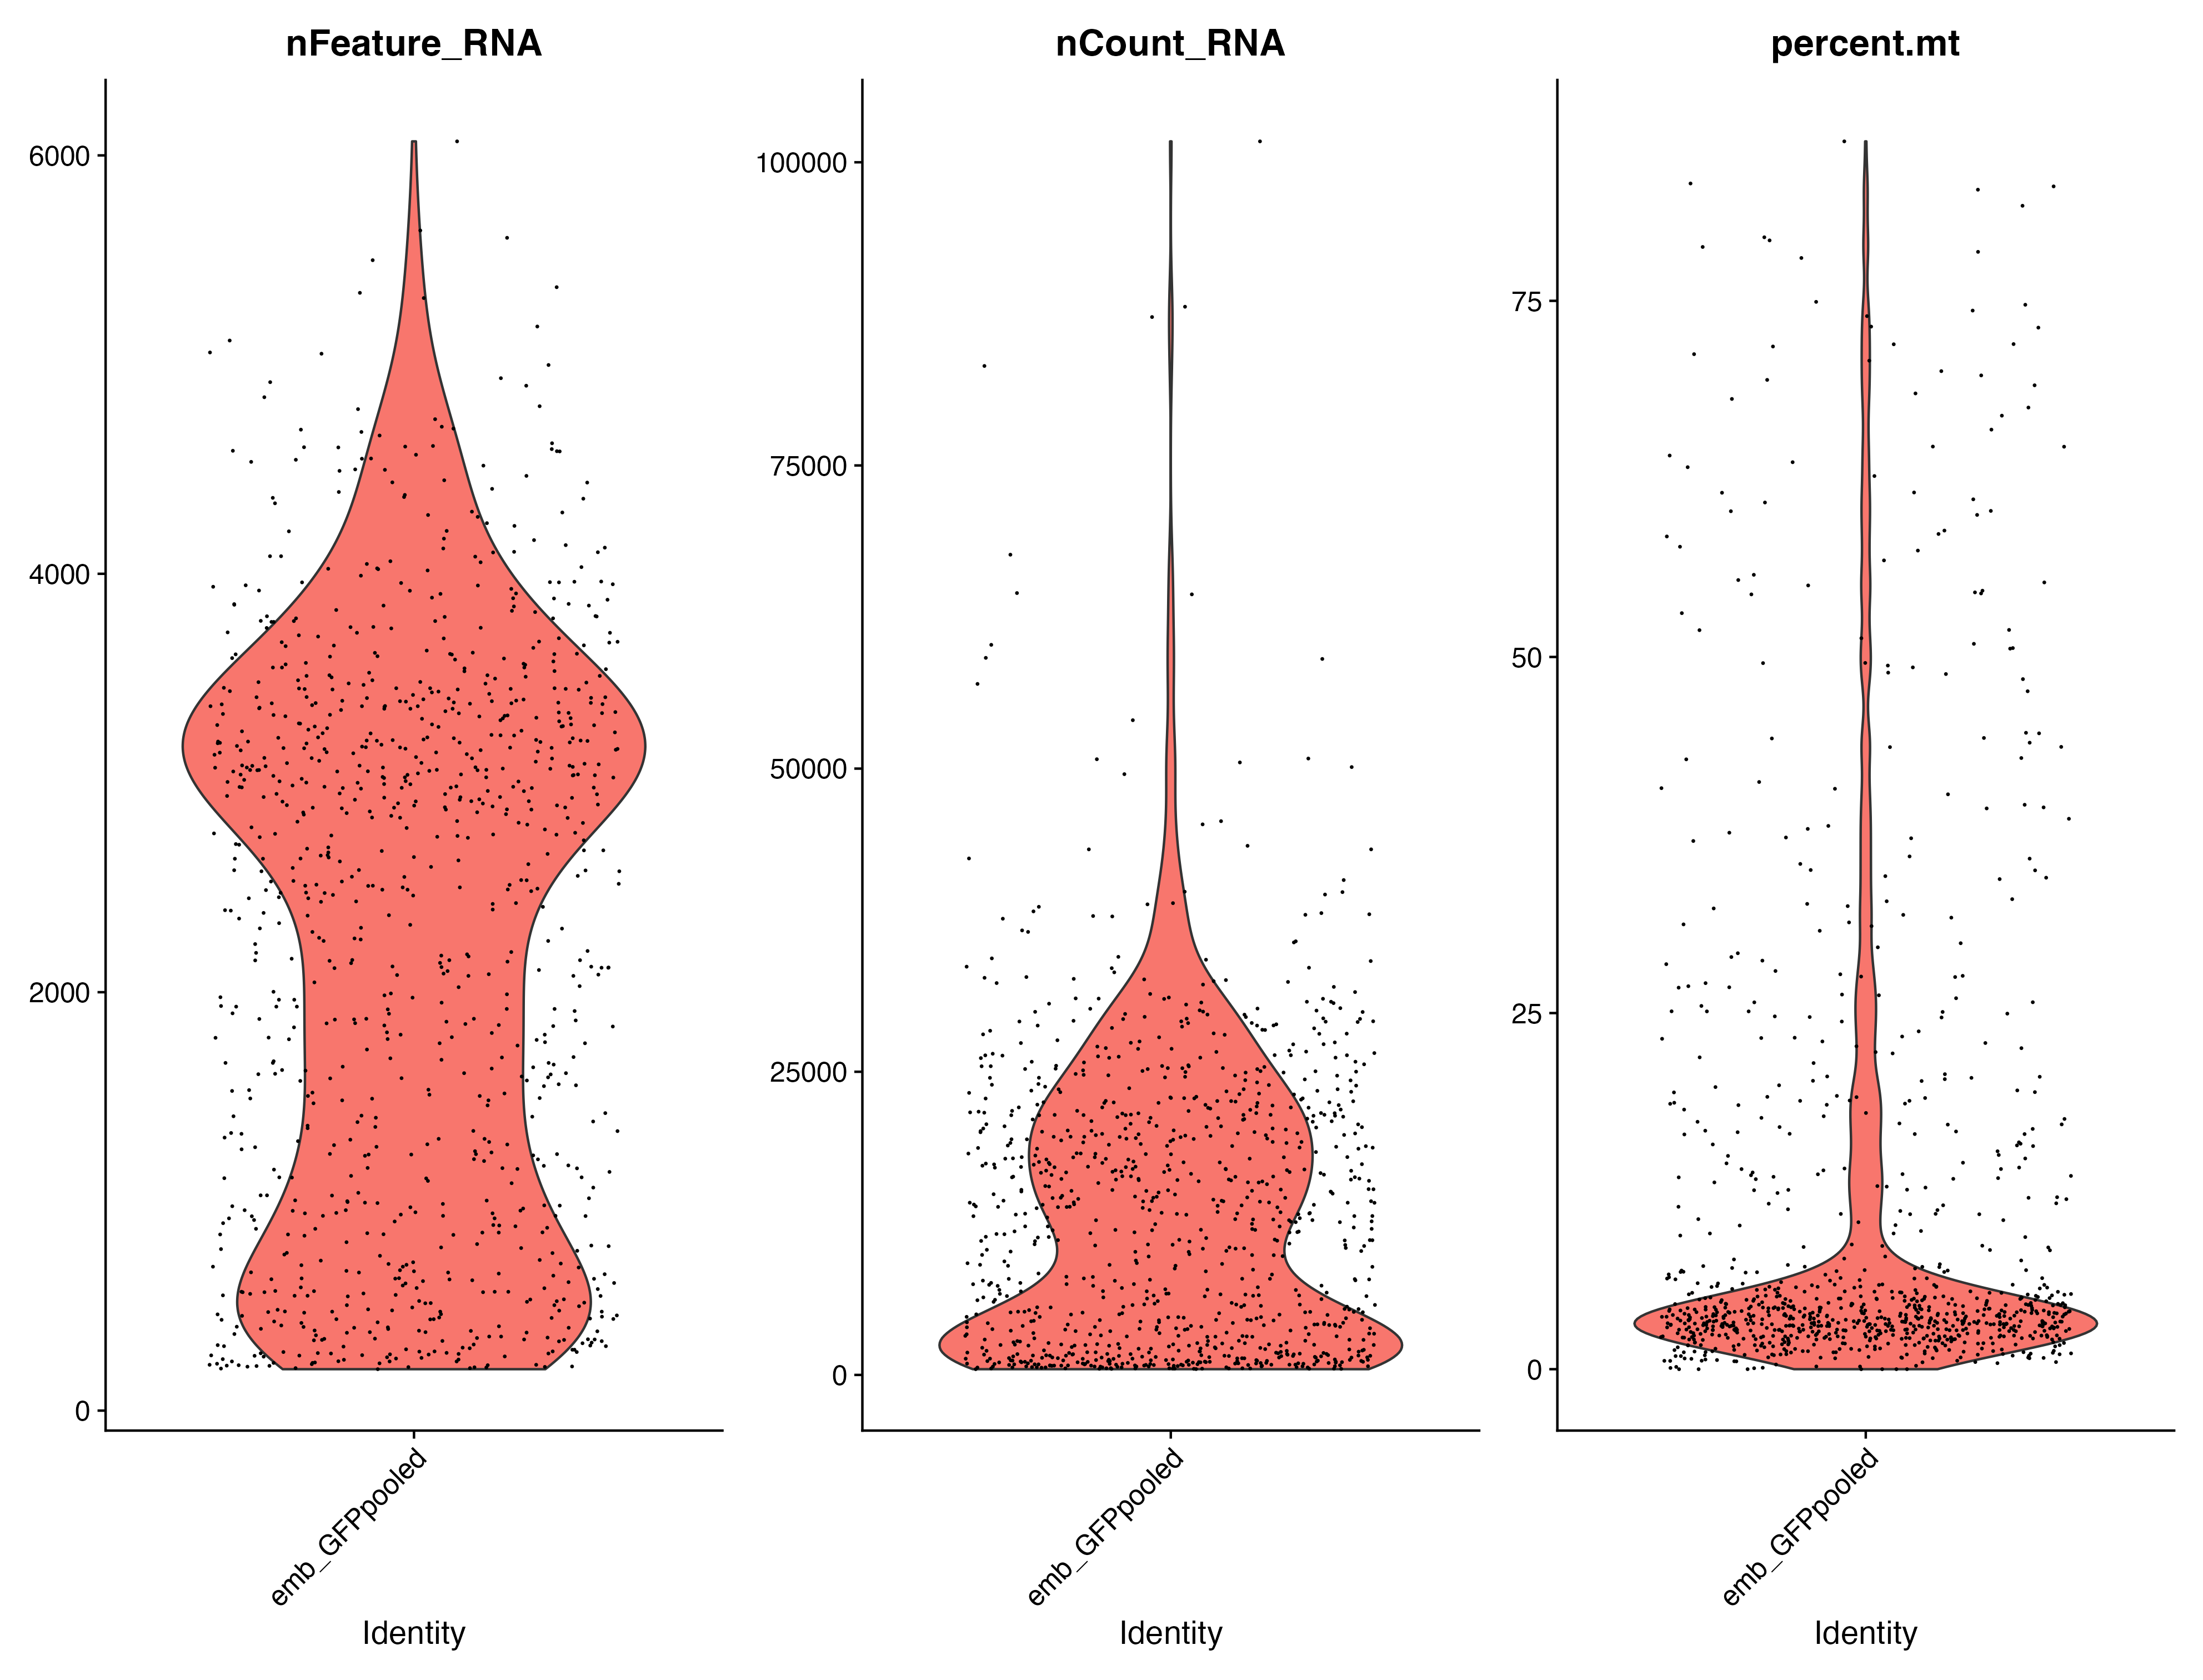 nFeature_RNA
6000
4000
2000
0
emb_GFPpooled
Identity
nCount_RNA
100000
75000
50000
25000
0
emb_GFPpooled
Identity
percent.mt
75
50
25
0
emb_GFPpooled
Identity